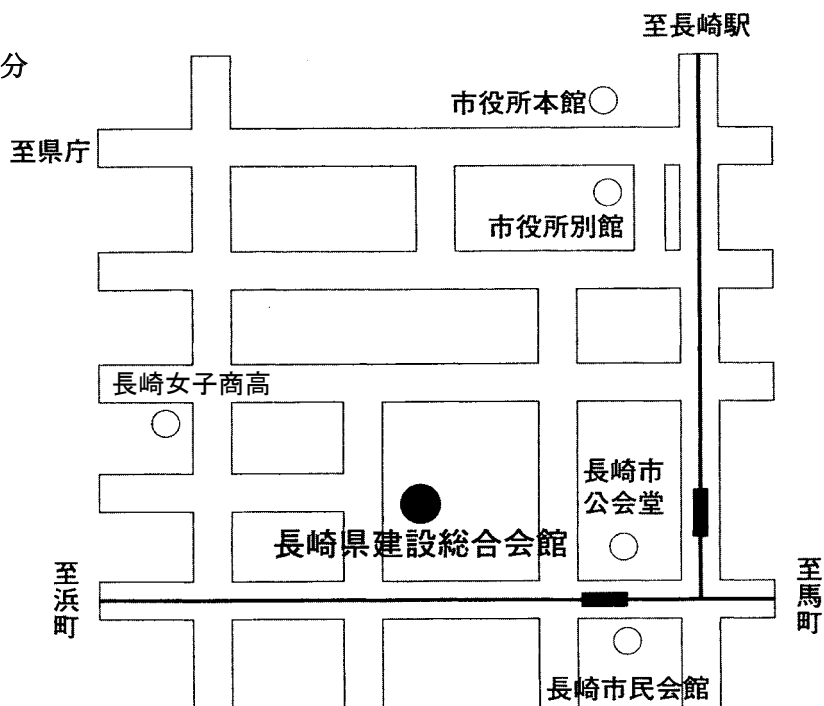 至長崎駅
分
市役所本館
至県庁
市役所別館
長崎女子商高
長崎市
公会堂
長崎県建設総合会館
至浜町
至馬町
長崎市民会館